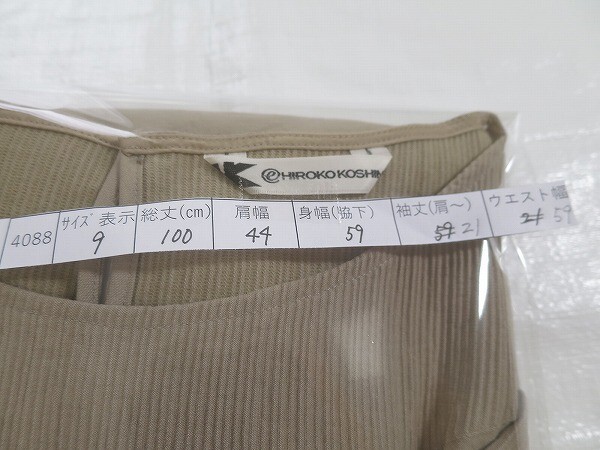 HIROKO KOSHIN
4088 サイズ表示 総丈(cm) 肩幅 身幅(脇下) 袖丈(肩〜) ウエスト幅
9 100 44 59 59 21 21 59